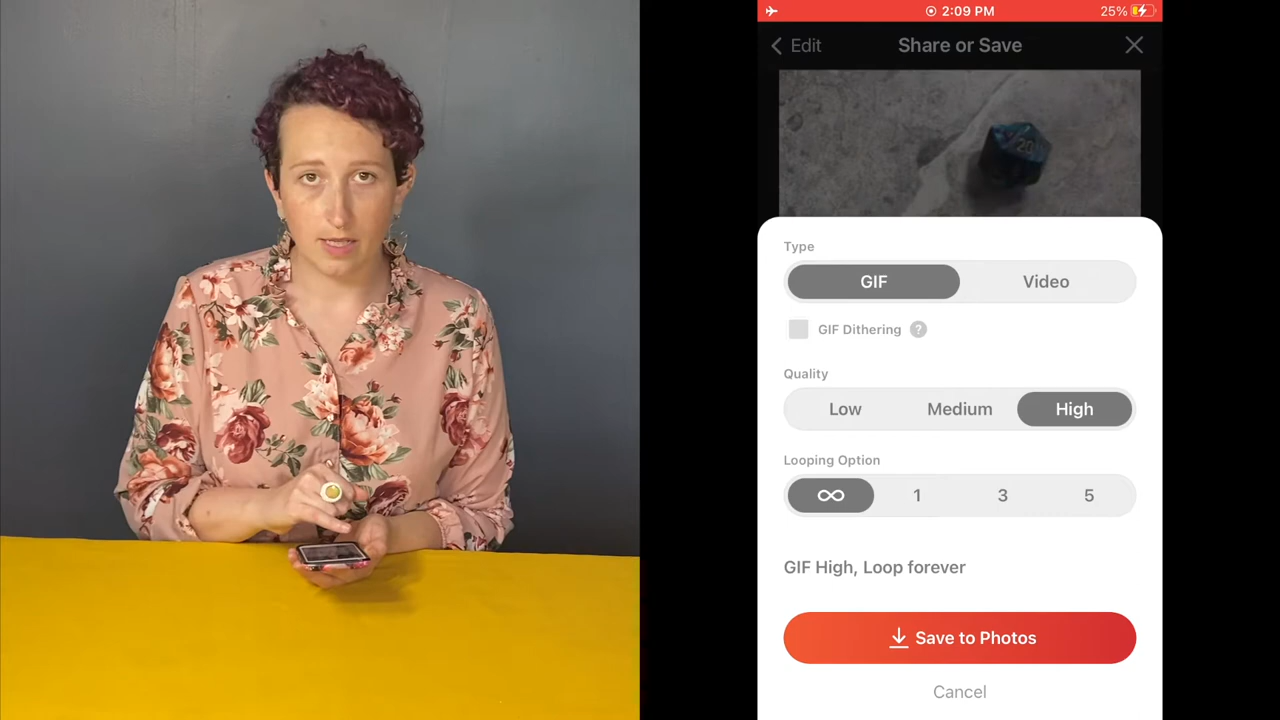 2:09 PM
25%
Edit
Share or Save
20
Type
GIF
Video
GIF Dithering ?
Quality
Low
Medium
High
Looping Option
∞
1
3
5
GIF High, Loop forever
Save to Photos
Cancel